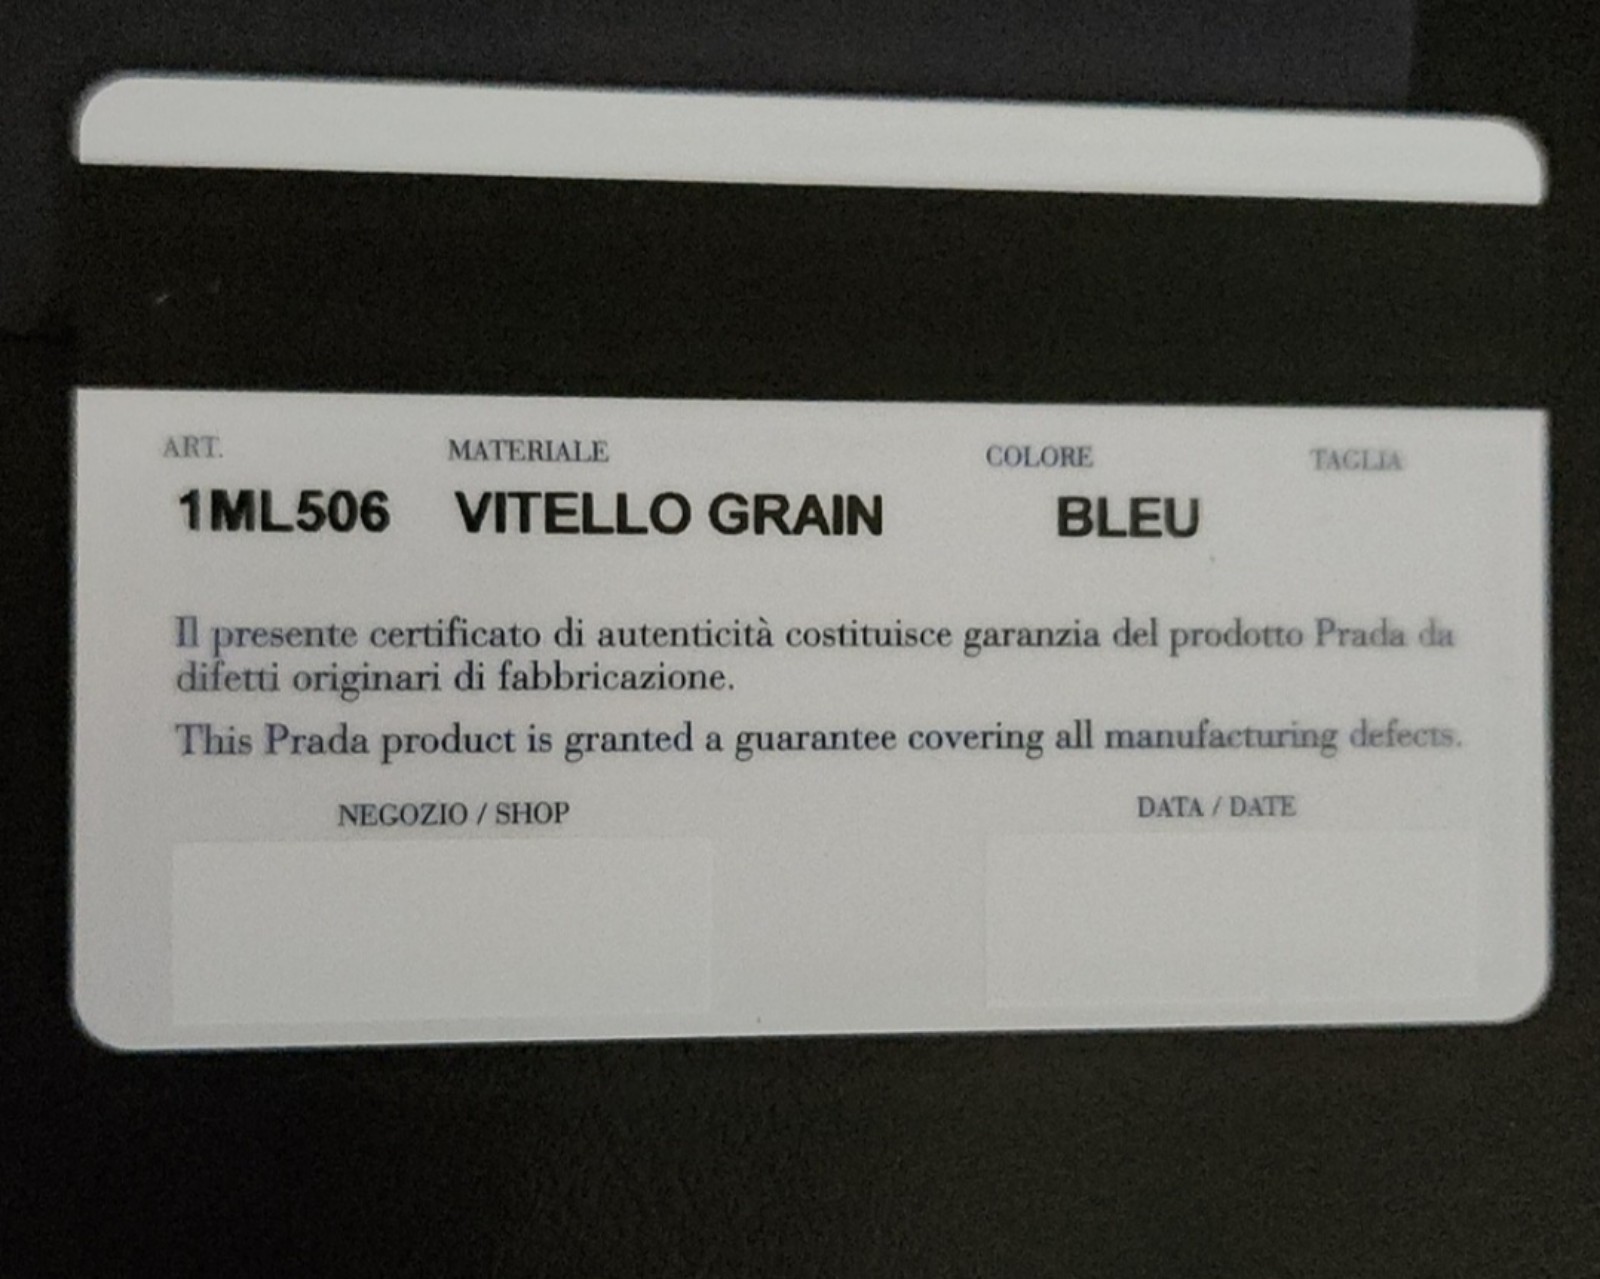 ART. MATERIALE COLORE TAGLIA
1ML506 VITELLO GRAIN BLEU
Il presente certificato di autenticità costituisce garanzia del prodotto Prada da
difetti originari di fabbricazione.
This Prada product is granted a guarantee covering all manufacturing defects.
NEGOZIO / SHOP DATA / DATE